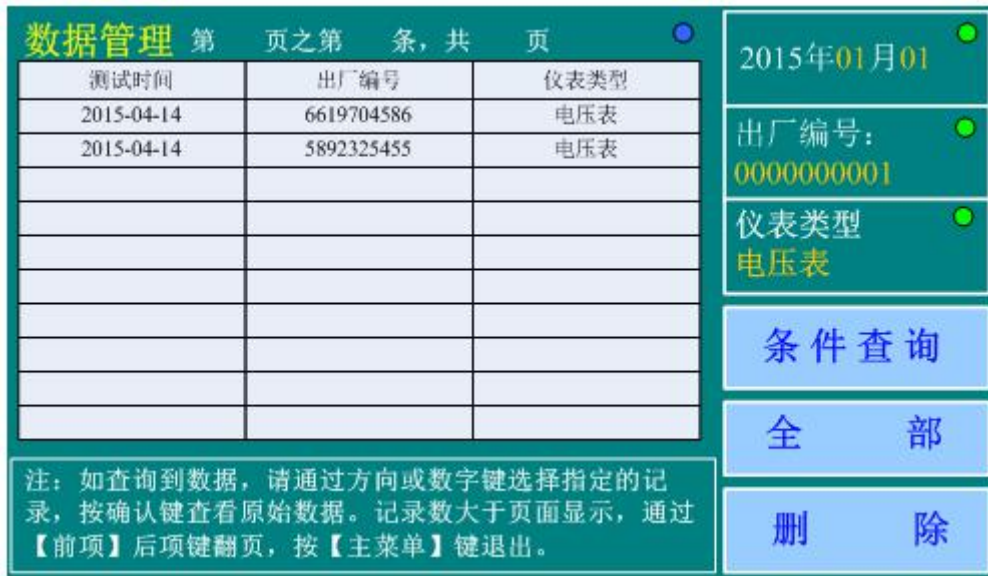 数据管理 第 页之第 条，共 页
测试时间 出厂编号 仪表类型
2015-04-14 6619704586 电压表
2015-04-14 5892325455 电压表
注：如查询到数据，请通过方向或数字键选择指定的记
录，按确认键查看原始数据。记录数大于页面显示，通过
【前项】后项键翻页，按【主菜单】键退出。
2015年01月01
出厂编号：
0000000001
仪表类型
电压表
条件查询
全 部
删 除